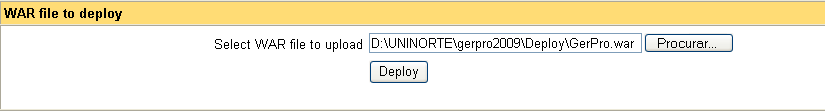 WAR file to deploy
Select WAR file to upload D:\UNINORTE\gerpro2009\Deploy\GerPro.war Procurar...
Deploy